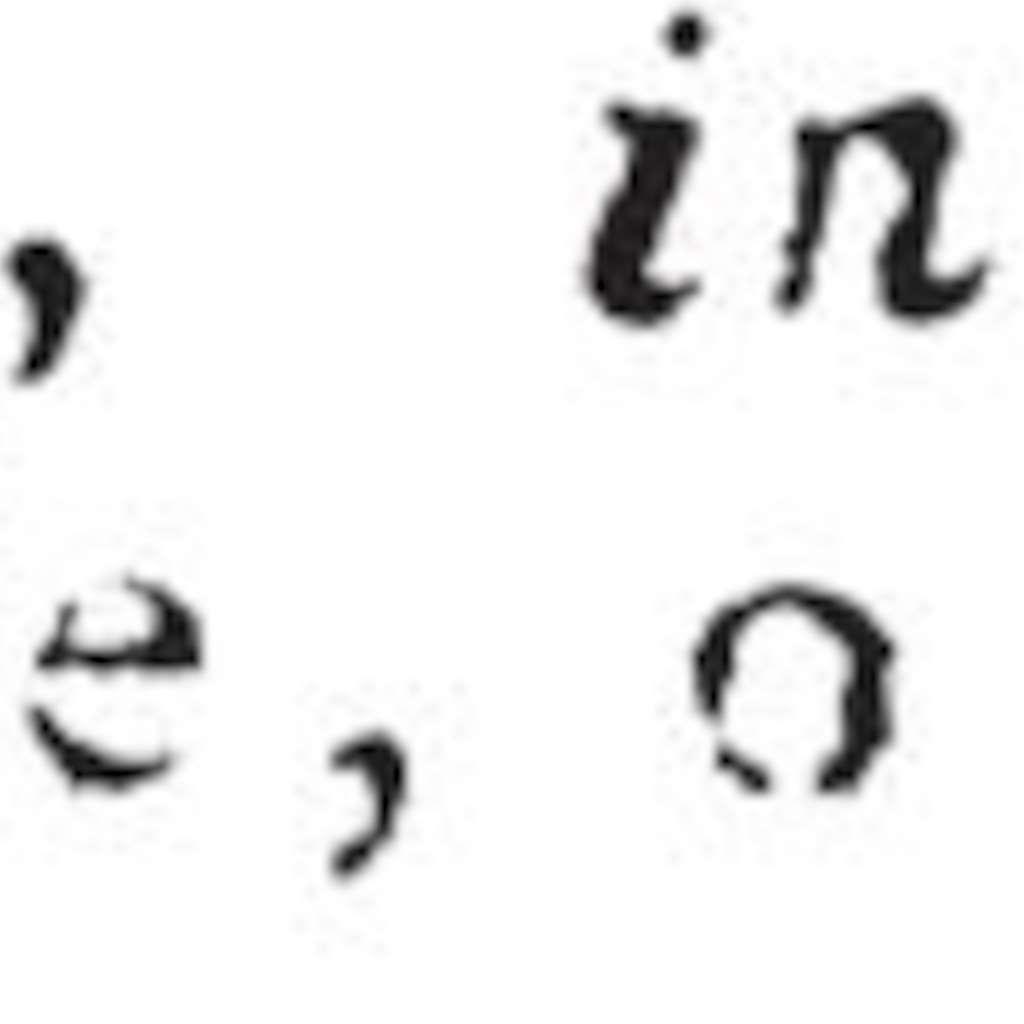 , in
e, o